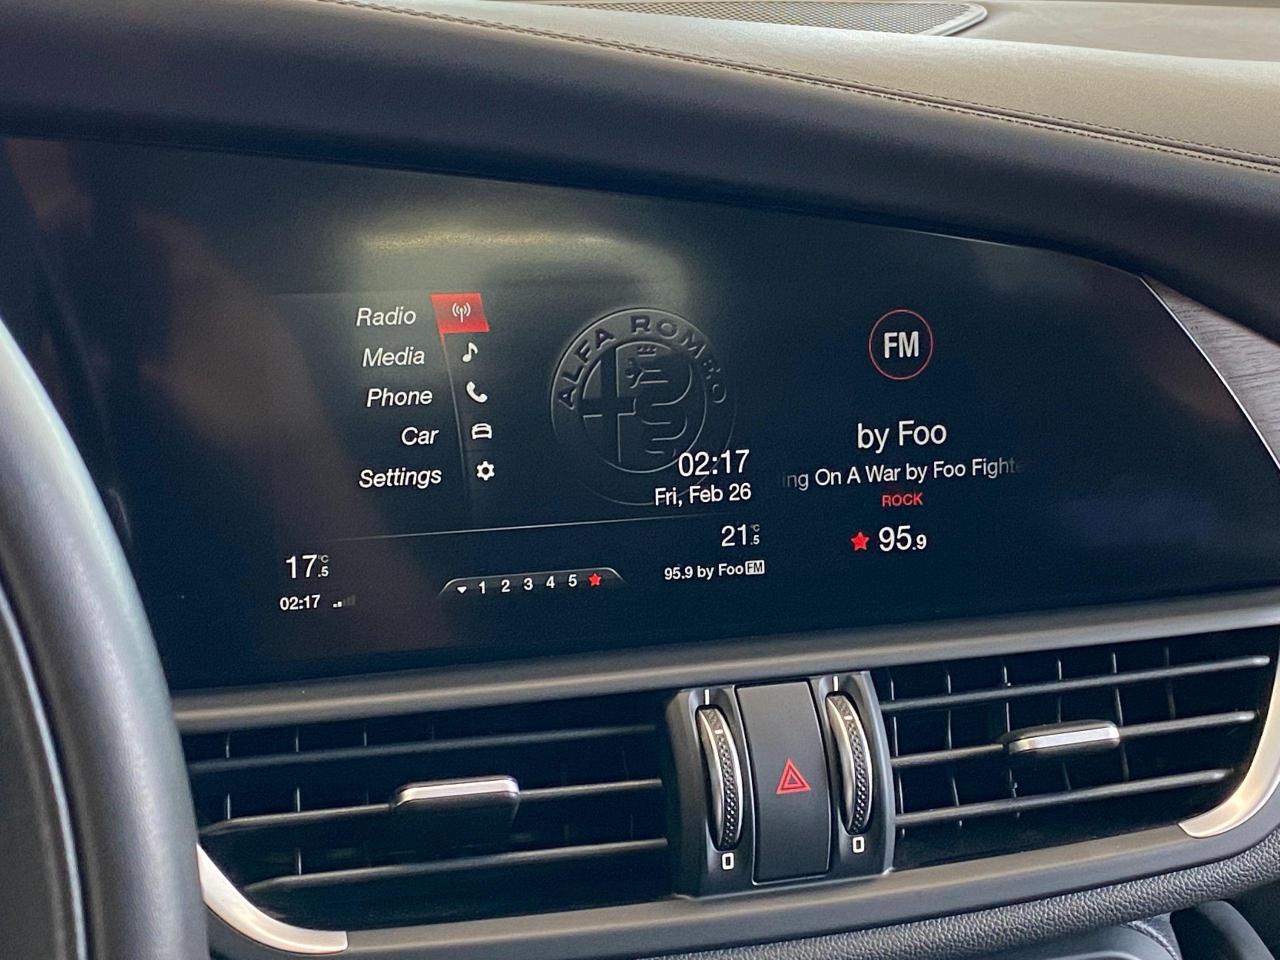 Radio
Media
Phone
Car
Settings
ALFA ROMEO
02:17
Fri, Feb 26
17.5°C
02:17
1 2 3 4 5
21.5°C
95.9 by Foo FM
FM
by Foo
ing On A War by Foo Fighte
ROCK
95.9
0
0